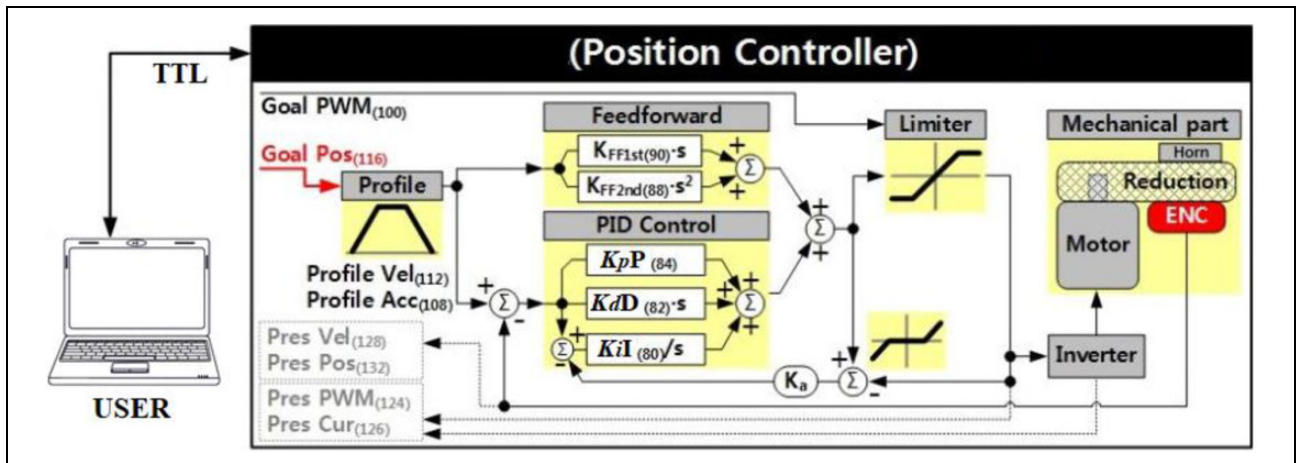 (Position Controller)
TTL
Goal PWM(100)
Feedforward
Limiter
Mechanical part
Horn
Goal Pos(116)
KFF1st(90)·s
+
Σ
Profile
KFF2nd(88)·s²
+
Reduction
ENC
Motor
PID Control
+
Σ
+
KpP (84)
Profile Vel(112)
Profile Acc(108)
+
Σ
-
KdD (82)·s
+
+
Σ
+
+
Σ
-
KiI (80)/s
Pres Vel(128)
Pres Pos(132)
Ka
+
Σ
-
Inverter
Pres PWM(124)
Pres Cur(126)
USER